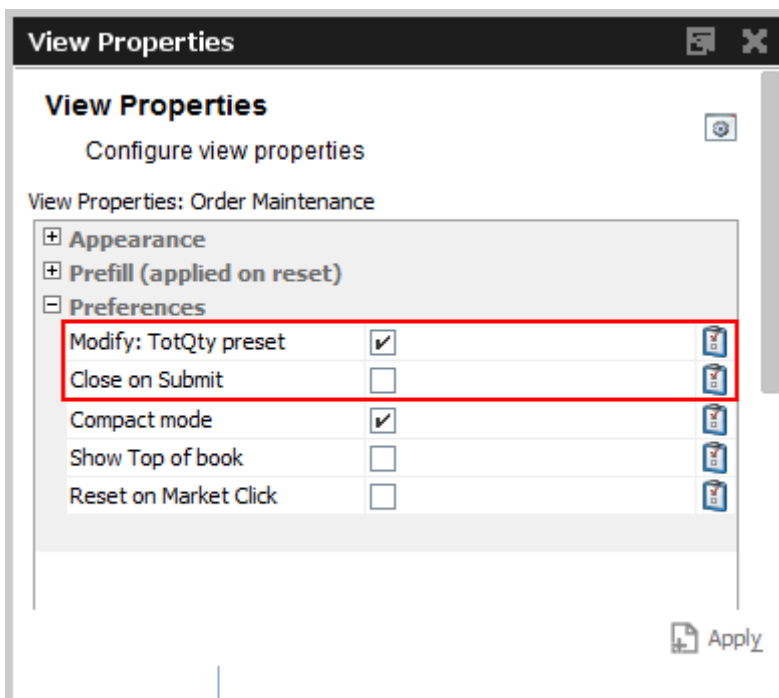 View Properties
View Properties
Configure view properties
View Properties: Order Maintenance
Appearance
Prefill (applied on reset)
Preferences
Modify: TotQty preset
Close on Submit
Compact mode
Show Top of book
Reset on Market Click
Apply